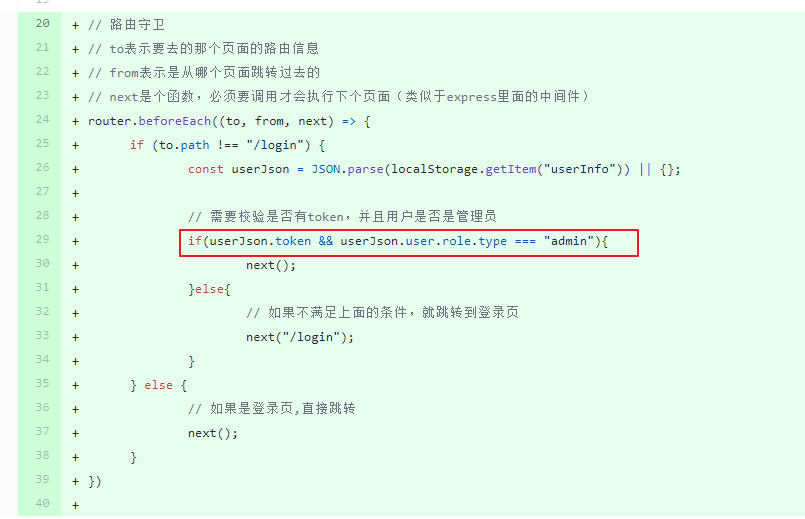 20 + // 路由守卫
21 + // to表示要去的那个页面的路由信息
22 + // from表示是从哪个页面跳转过去的
23 + // next是个函数，必须要调用才会执行下个页面（类似于express里面的中间件）
24 + router.beforeEach((to, from, next) => {
25 + if (to.path !== "/login") {
26 + const userJson = JSON.parse(localStorage.getItem("userInfo")) || {};
27 +
28 + // 需要校验是否有token，并且用户是否是管理员
29 + if(userJson.token && userJson.user.role.type === "admin"){
30 + next();
31 + }else{
32 + // 如果不满足上面的条件，就跳转到登录页
33 + next("/login");
34 + }
35 + } else {
36 + // 如果是登录页,直接跳转
37 + next();
38 + }
39 + })
40 +